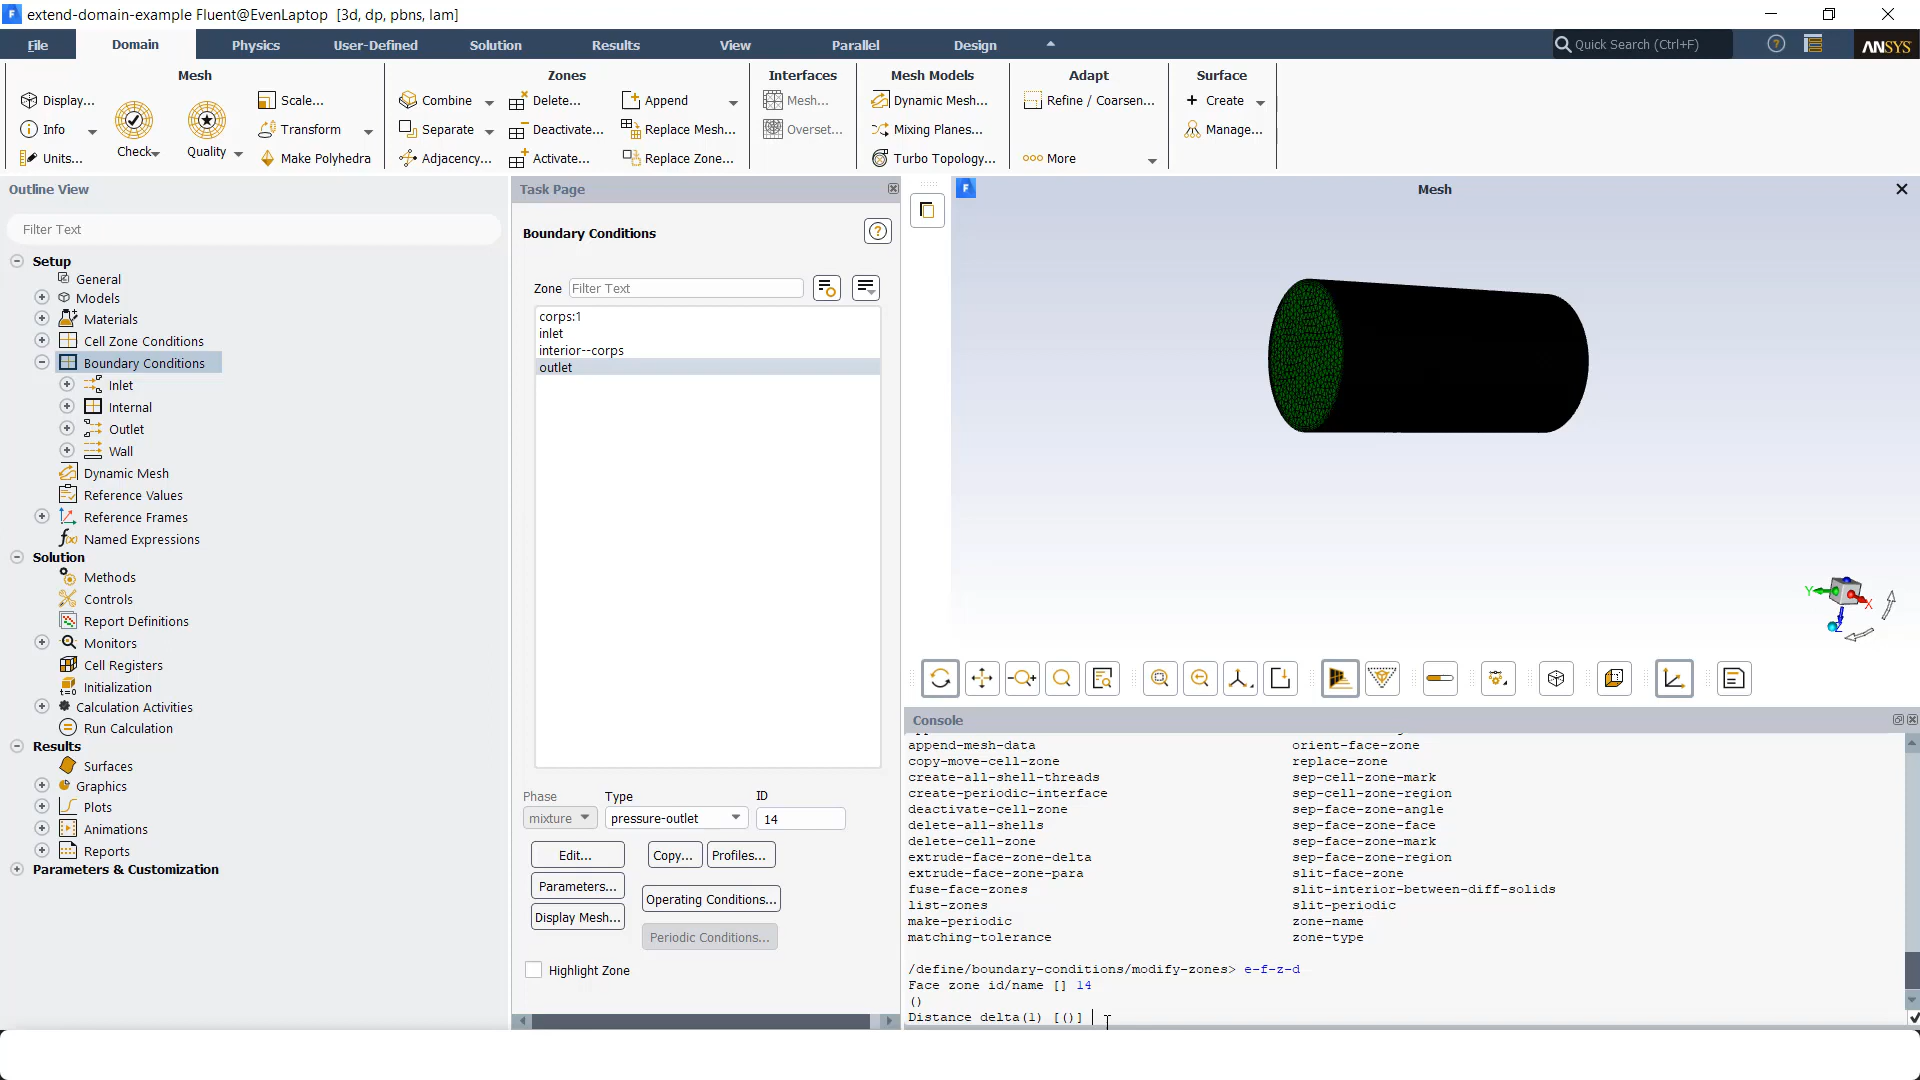 extend-domain-example Fluent@EvenLaptop [3d, dp, pbns, lam]
File Domain Physics User-Defined Solution Results View Parallel Design Quick Search (Ctrl+F) ANSYS
Mesh Zones Interfaces Mesh Models Adapt Surface
Display... Scale... Combine Delete... Append Mesh... Dynamic Mesh... Refine / Coarsen... Create
Info Transform Separate Deactivate... Replace Mesh... Overset... Mixing Planes... Manage...
Check Quality
Units... Make Polyhedra Adjacency... Activate... Replace Zone... Turbo Topology... More
Outline View
Filter Text
Setup
General
Models
Materials
Cell Zone Conditions
Boundary Conditions
Inlet
Internal
Outlet
Wall
Dynamic Mesh
Reference Values
Reference Frames
Named Expressions
Solution
Methods
Controls
Report Definitions
Monitors
Cell Registers
Initialization
Calculation Activities
Run Calculation
Results
Surfaces
Graphics
Plots
Animations
Reports
Parameters & Customization
Task Page
Boundary Conditions
Zone Filter Text
corps:1
inlet
interior--corps
outlet
Phase Type ID
mixture pressure-outlet 14
Edit... Copy... Profiles...
Parameters... Operating Conditions...
Display Mesh... Periodic Conditions...
Highlight Zone
Mesh
Y X Z
Console
append-mesh-data orient-face-zone
copy-move-cell-zone replace-zone
create-all-shell-threads sep-cell-zone-mark
create-periodic-interface sep-cell-zone-region
deactivate-cell-zone sep-face-zone-angle
delete-all-shells sep-face-zone-face
delete-cell-zone sep-face-zone-mark
extrude-face-zone-delta sep-face-zone-region
extrude-face-zone-para slit-face-zone
fuse-face-zones slit-interior-between-diff-solids
list-zones slit-periodic
make-periodic zone-name
matching-tolerance zone-type
/define/boundary-conditions/modify-zones> e-f-z-d
Face zone id/name [] 14
()
Distance delta(1) [()]